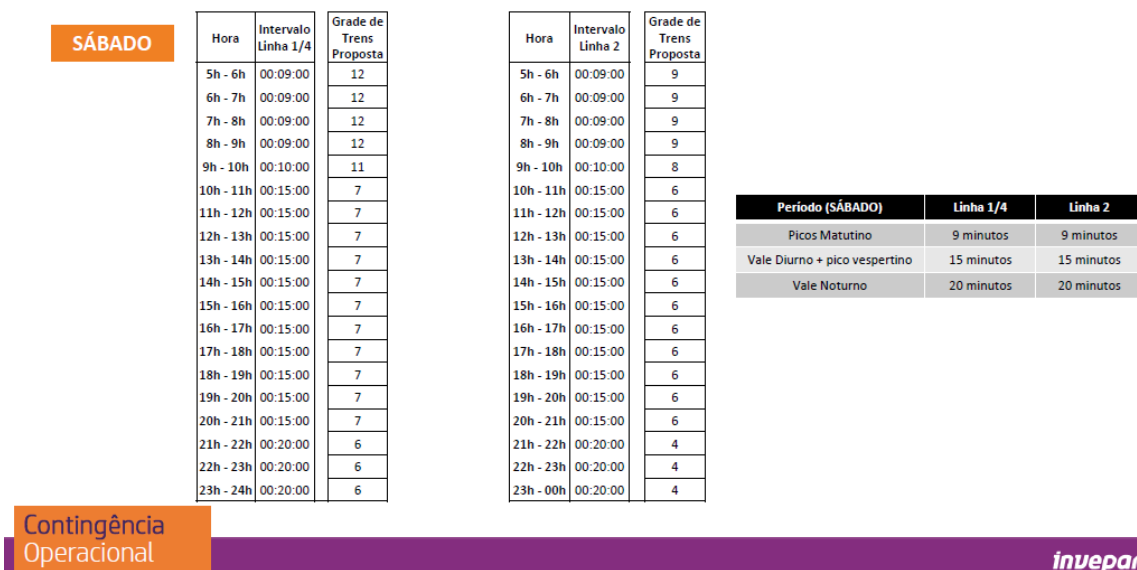 SÁBADO
Hora Intervalo Linha 1/4 Grade de Trens Proposta
5h - 6h 00:09:00 12
6h - 7h 00:09:00 12
7h - 8h 00:09:00 12
8h - 9h 00:09:00 12
9h - 10h 00:10:00 11
10h - 11h 00:15:00 7
11h - 12h 00:15:00 7
12h - 13h 00:15:00 7
13h - 14h 00:15:00 7
14h - 15h 00:15:00 7
15h - 16h 00:15:00 7
16h - 17h 00:15:00 7
17h - 18h 00:15:00 7
18h - 19h 00:15:00 7
19h - 20h 00:15:00 7
20h - 21h 00:15:00 7
21h - 22h 00:20:00 6
22h - 23h 00:20:00 6
23h - 24h 00:20:00 6
Hora Intervalo Linha 2 Grade de Trens Proposta
5h - 6h 00:09:00 9
6h - 7h 00:09:00 9
7h - 8h 00:09:00 9
8h - 9h 00:09:00 9
9h - 10h 00:10:00 8
10h - 11h 00:15:00 6
11h - 12h 00:15:00 6
12h - 13h 00:15:00 6
13h - 14h 00:15:00 6
14h - 15h 00:15:00 6
15h - 16h 00:15:00 6
16h - 17h 00:15:00 6
17h - 18h 00:15:00 6
18h - 19h 00:15:00 6
19h - 20h 00:15:00 6
20h - 21h 00:15:00 6
21h - 22h 00:20:00 4
22h - 23h 00:20:00 4
23h - 00h 00:20:00 4
Período (SÁBADO) Linha 1/4 Linha 2
Picos Matutino 9 minutos 9 minutos
Vale Diurno + pico vespertino 15 minutos 15 minutos
Vale Noturno 20 minutos 20 minutos
Contingência
Operacional
invepar